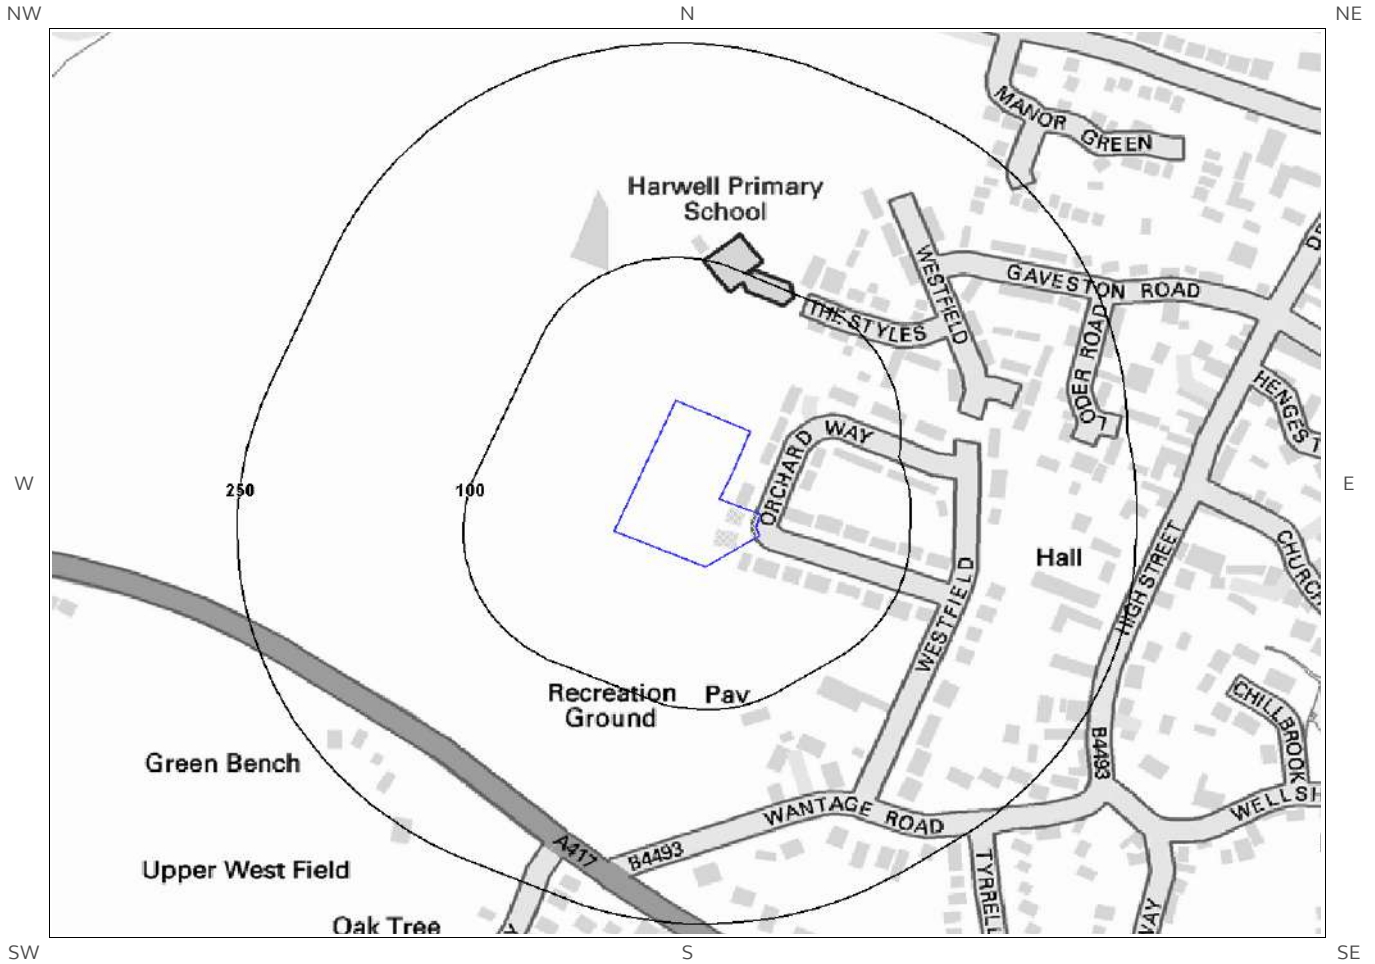 NW
N
NE
MANOR GREEN
Harwell Primary
School
WESTFIELD
GAVESTON ROAD
THE STYLES
LODER ROAD
HENGEST
ORCHARD WAY
W
250
100
E
Hall
HIGH STREET
CHURCH
WESTFIELD
Recreation
Ground
Pav
CHILLBROOK
B4493
Green Bench
WANTAGE ROAD
WELLSH
A417
B4493
Upper West Field
TYRRELL
WAY
Oak Tree
SW
S
SE